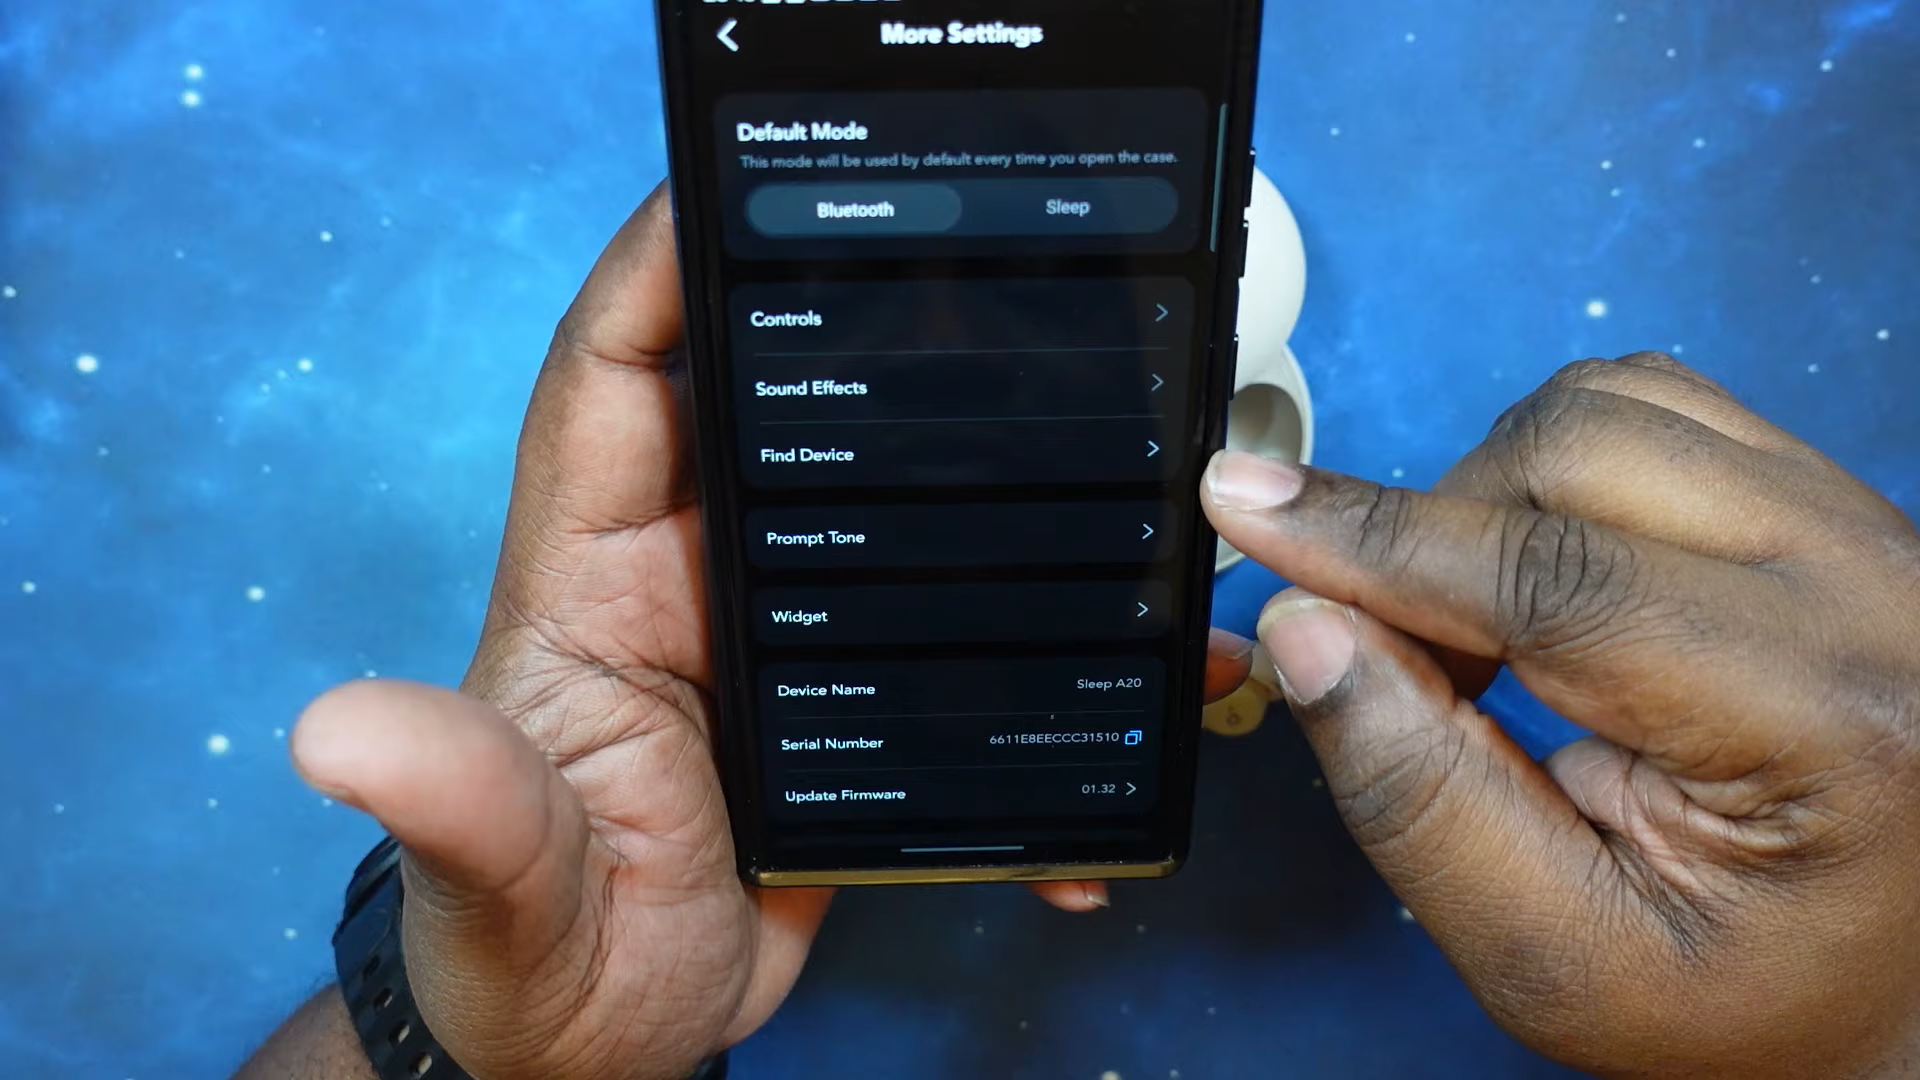 More Settings
Default Mode
This mode will be used by default every time you open the case.
Bluetooth Sleep
Controls
Sound Effects
Find Device
Prompt Tone
Widget
Device Name Sleep A20
Serial Number 6611E8EECCC31510
Update Firmware 01.32